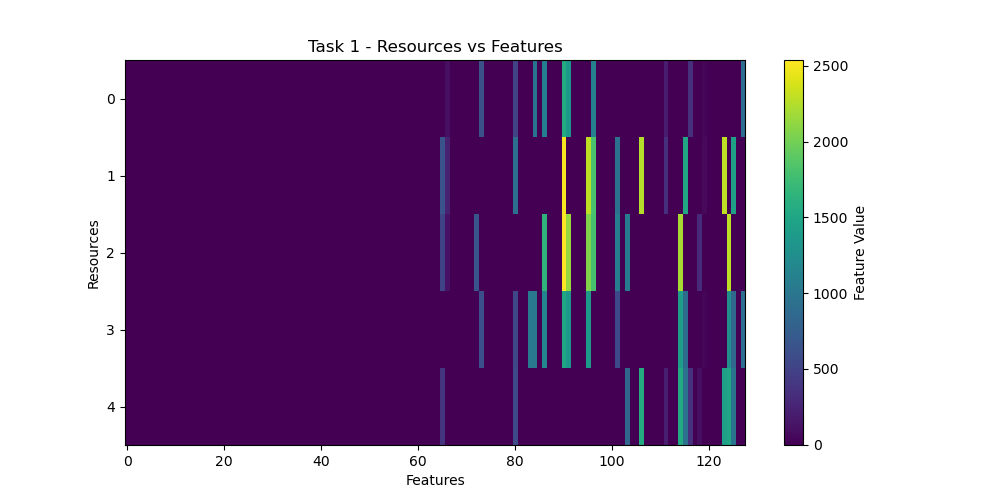 Task 1 - Resources vs Features
Resources
0
1
2
3
4
0 20 40 60 80 100 120
Features
2500
2000
1500
1000
500
0
Feature Value